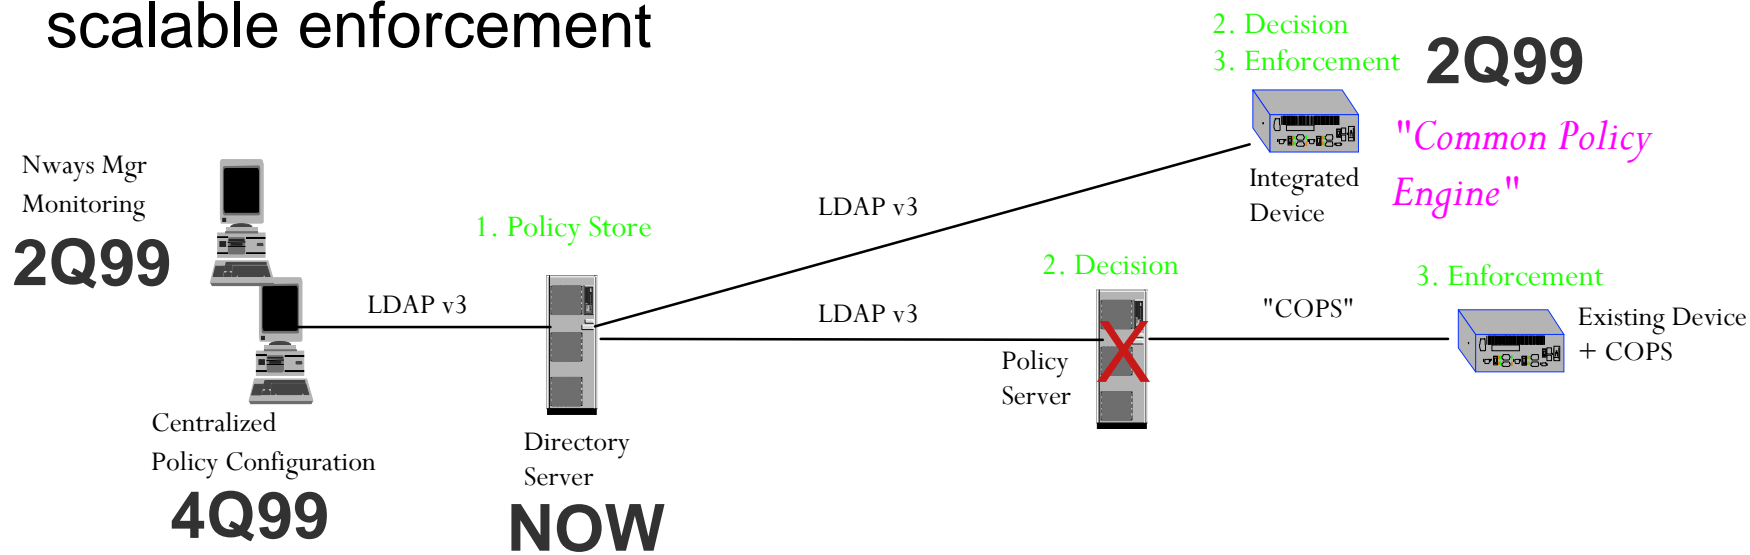 scalable enforcement
2. Decision
3. Enforcement
2Q99
"Common Policy
Engine"
Integrated
Device
Nways Mgr
Monitoring
2Q99
1. Policy Store
LDAP v3
LDAP v3
LDAP v3
2. Decision
"COPS"
3. Enforcement
Existing Device
+ COPS
Policy
Server
X
Centralized
Policy Configuration
4Q99
Directory
Server
NOW